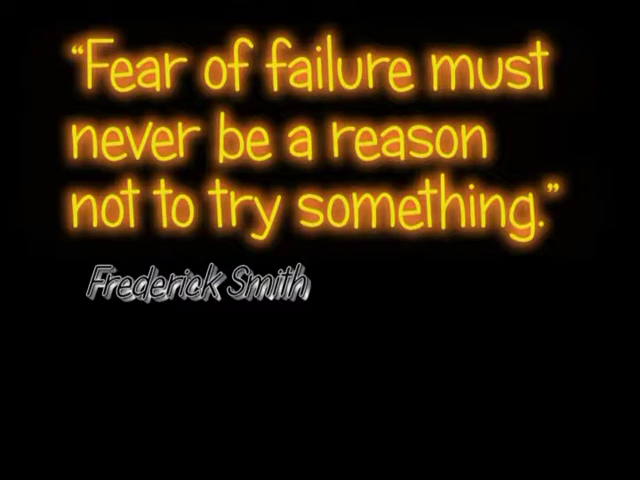 “Fear of failure must
never be a reason
not to try something.”
Frederick Smith